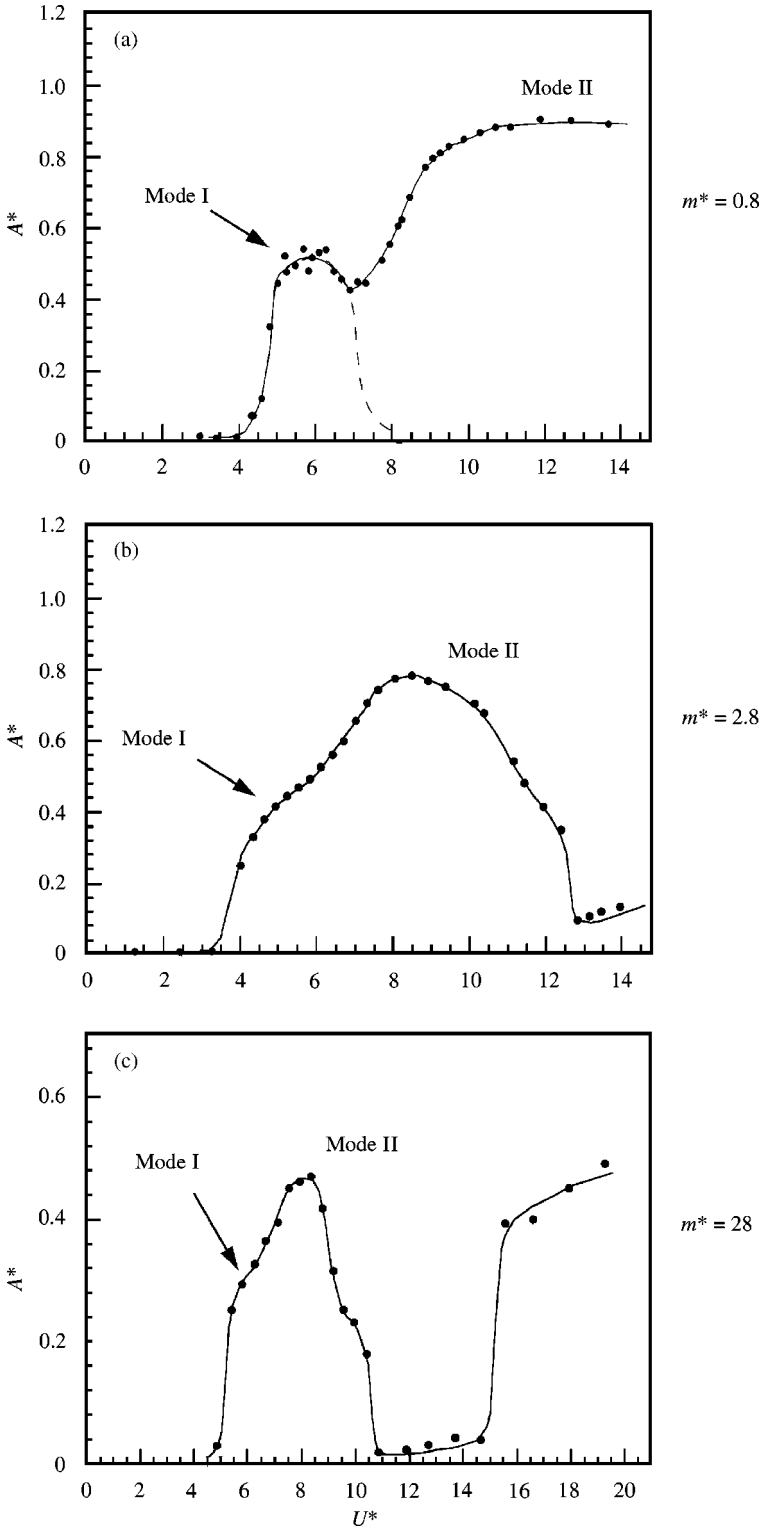 (a)
1.2
1.0
0.8
0.6
0.4
0.2
0
A*
Mode I
Mode II
m* = 0.8
0 2 4 6 8 10 12 14
(b)
1.2
1.0
0.8
0.6
0.4
0.2
0
A*
Mode I
Mode II
m* = 2.8
0 2 4 6 8 10 12 14
(c)
0.6
0.4
0.2
0
A*
Mode I
Mode II
m* = 28
0 2 4 6 8 10 12 14 16 18 20
U*